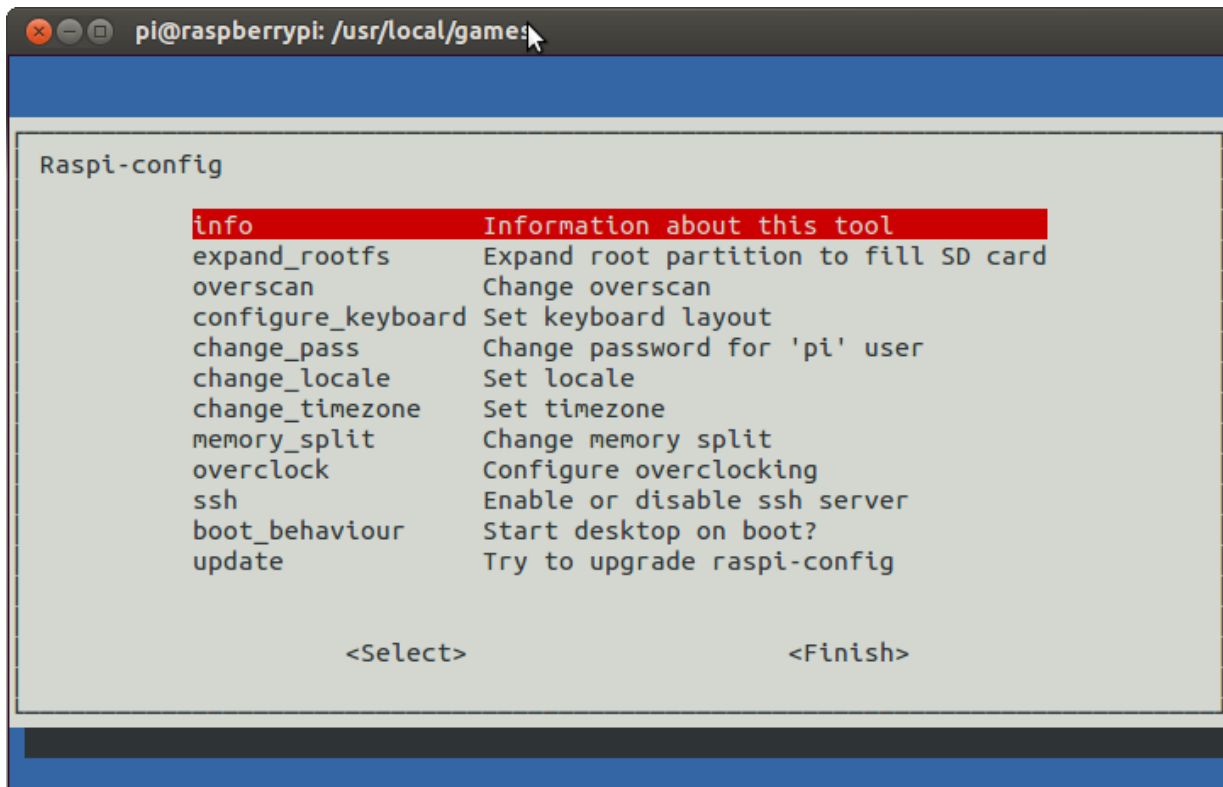 pi@raspberrypi: /usr/local/games
Raspi-config
info Information about this tool
expand_rootfs Expand root partition to fill SD card
overscan Change overscan
configure_keyboard Set keyboard layout
change_pass Change password for 'pi' user
change_locale Set locale
change_timezone Set timezone
memory_split Change memory split
overclock Configure overclocking
ssh Enable or disable ssh server
boot_behaviour Start desktop on boot?
update Try to upgrade raspi-config
<Select> <Finish>